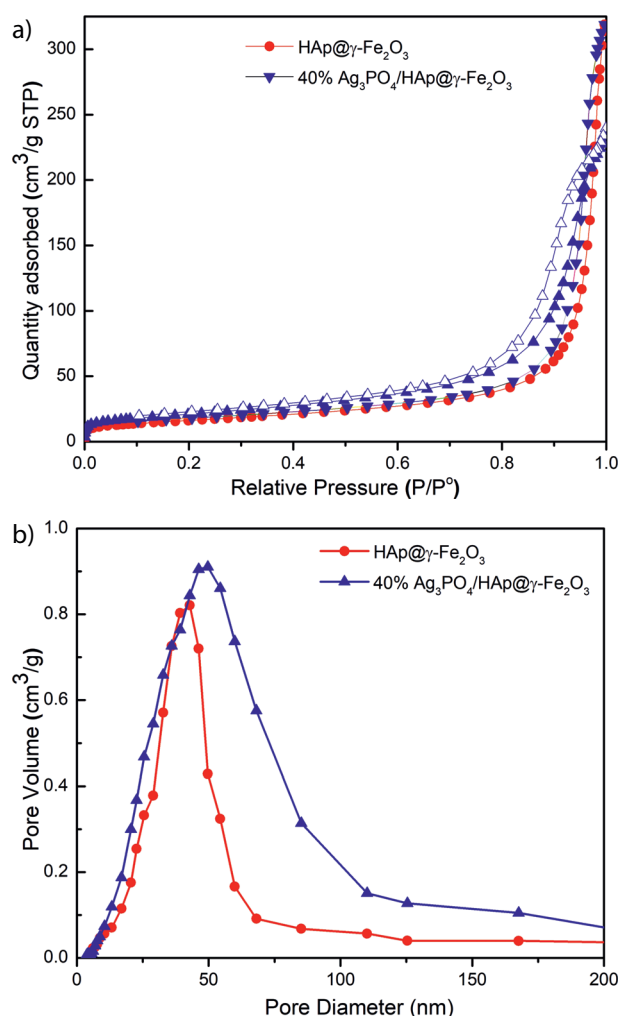 a)
HAp@γ-Fe₂O₃
40% Ag₃PO₄/HAp@γ-Fe₂O₃
Quantity adsorbed (cm³/g STP)
300
250
200
150
100
50
0
0.0 0.2 0.4 0.6 0.8 1.0
Relative Pressure (P/P°)
b)
HAp@γ-Fe₂O₃
40% Ag₃PO₄/HAp@γ-Fe₂O₃
Pore Volume (cm³/g)
1.0
0.8
0.6
0.4
0.2
0.0
0 50 100 150 200
Pore Diameter (nm)